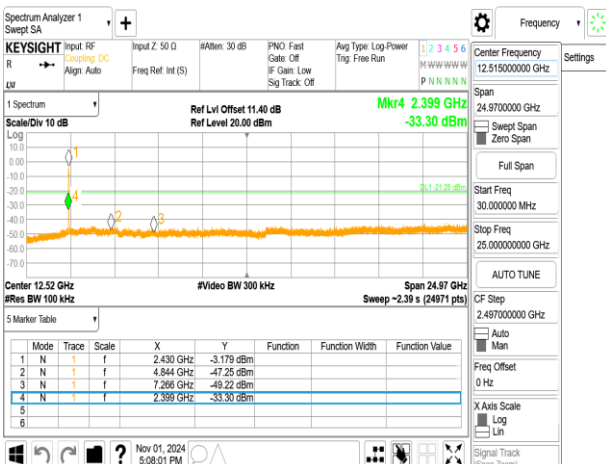 Spectrum Analyzer 1
Swept SA
Frequency
KEYSIGHT
R
Input: RF
Coupling: DC
Align: Auto
Input Z: 50 Ω
Freq Ref: Int (S)
#Atten: 30 dB
PNO: Fast
Gate: Off
IF Gain: Low
Sig Track: Off
Avg Type: Log-Power
Trig: Free Run
1 2 3 4 5 6
M W W W W W
P N N N N N
1 Spectrum
Scale/Div 10 dB
Ref Lvl Offset 11.40 dB
Ref Level 20.00 dBm
Mkr4 2.399 GHz
-33.30 dBm
Log
10.0
0.00
-10.0
-20.0
-30.0
-40.0
-50.0
-60.0
-70.0
1
4
2
3
DL1 -21.28 dBm
Center 12.52 GHz
#Res BW 100 kHz
#Video BW 300 kHz
Span 24.97 GHz
Sweep ~2.39 s (24971 pts)
5 Marker Table
Mode Trace Scale X Y Function Function Width Function Value
1 N 1 f 2.430 GHz -3.179 dBm
2 N 1 f 4.844 GHz -47.25 dBm
3 N 1 f 7.266 GHz -49.22 dBm
4 N 1 f 2.399 GHz -33.30 dBm
5
6
Nov 01, 2024
5:08:01 PM
Center Frequency
12.515000000 GHz
Settings
Span
24.9700000 GHz
Swept Span
Zero Span
Full Span
Start Freq
30.000000 MHz
Stop Freq
25.000000000 GHz
AUTO TUNE
CF Step
2.497000000 GHz
Auto
Man
Freq Offset
0 Hz
X Axis Scale
Log
Lin
Signal Track
(Span Zoom)